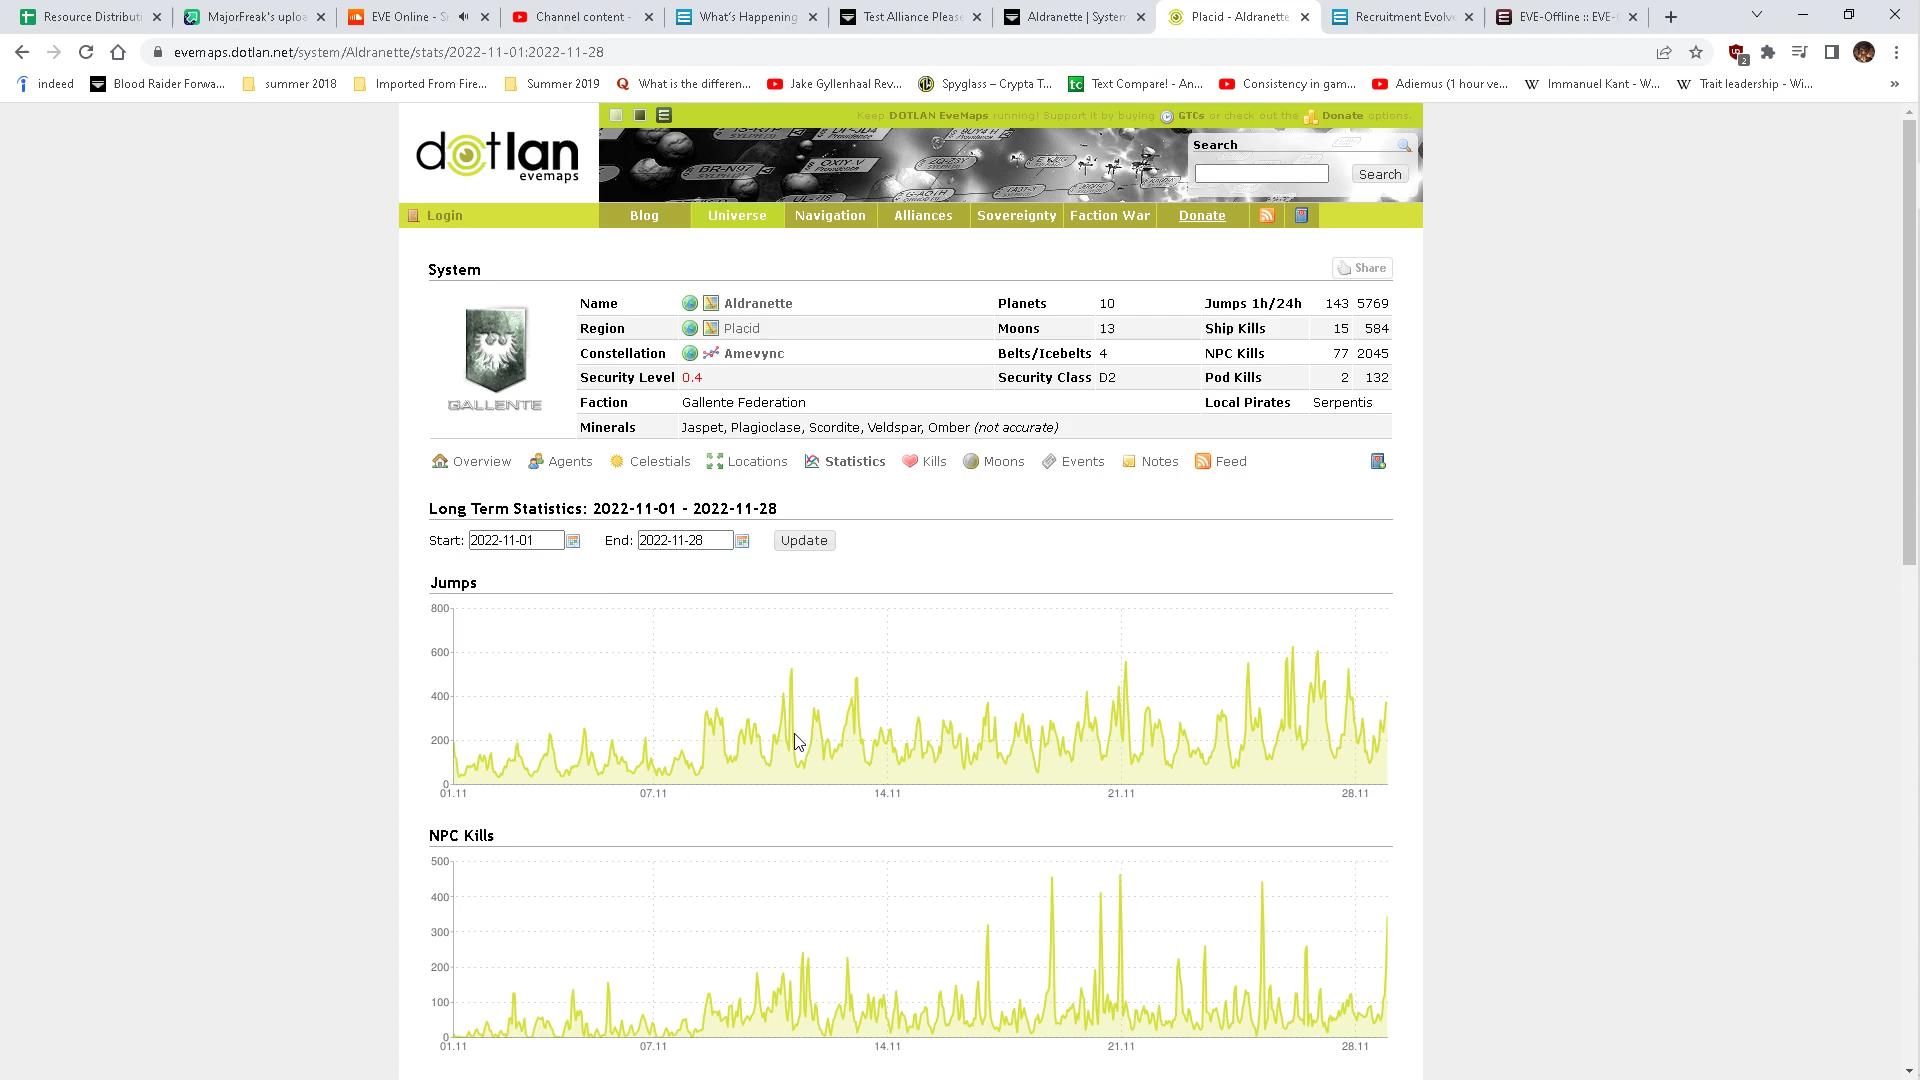 Resource Distributi
MajorFreak's uploa
EVE Online - S
Channel content -
What's Happening
Test Alliance Please
Aldranette | System
Placid - Aldranette
Recruitment Evolve
EVE-Offline :: EVE-
evemaps.dotlan.net/system/Aldranette/stats/2022-11-01:2022-11-28
2
indeed
Blood Raider Forwa...
summer 2018
Imported From Fire...
Summer 2019
What is the differen...
Jake Gyllenhaal Rev...
Spyglass – Crypta T...
Text Compare! - An...
Consistency in gam...
Adiemus (1 hour ve...
Immanuel Kant - W...
Trait leadership - Wi...
»
Keep DOTLAN EveMaps running! Support it by buying GTCs or check out the Donate options.
dotlan
evemaps
BR-N97
OXIY-V
Providence
Search
Search
Login
Blog
Universe
Navigation
Alliances
Sovereignty
Faction War
Donate
System
Share
GALLENTE
Name Aldranette Planets 10 Jumps 1h/24h 143 5769
Region Placid Moons 13 Ship Kills 15 584
Constellation Amevync Belts/Icebelts 4 NPC Kills 77 2045
Security Level 0.4 Security Class D2 Pod Kills 2 132
Faction Gallente Federation Local Pirates Serpentis
Minerals Jaspet, Plagioclase, Scordite, Veldspar, Omber (not accurate)
Overview Agents Celestials Locations Statistics Kills Moons Events Notes Feed
Long Term Statistics: 2022-11-01 - 2022-11-28
Start: 2022-11-01 End: 2022-11-28 Update
Jumps
800
600
400
200
0
01.11 07.11 14.11 21.11 28.11
NPC Kills
500
400
300
200
100
0
01.11 07.11 14.11 21.11 28.11